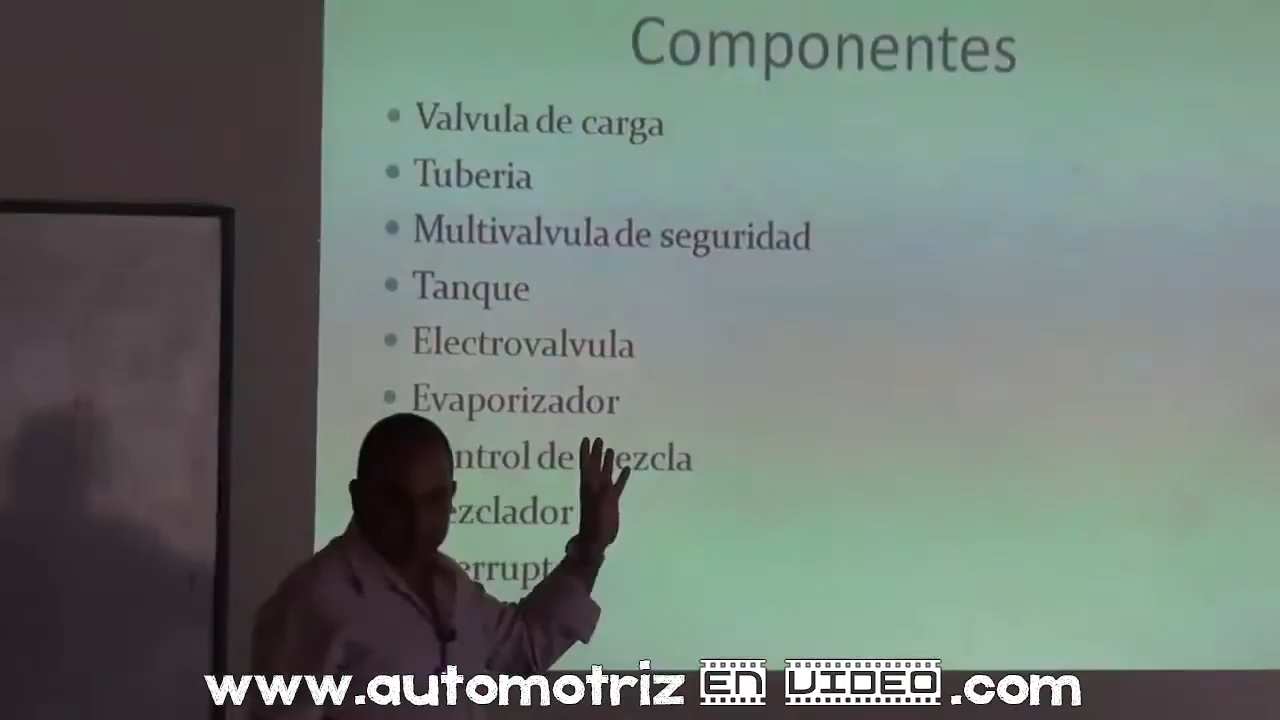 Componentes
• Valvula de carga
• Tuberia
• Multivalvula de seguridad
• Tanque
• Electrovalvula
• Evaporizador
ntrol de ezcla
ezclador
errupt
www.automotriz EN VIDEO .com